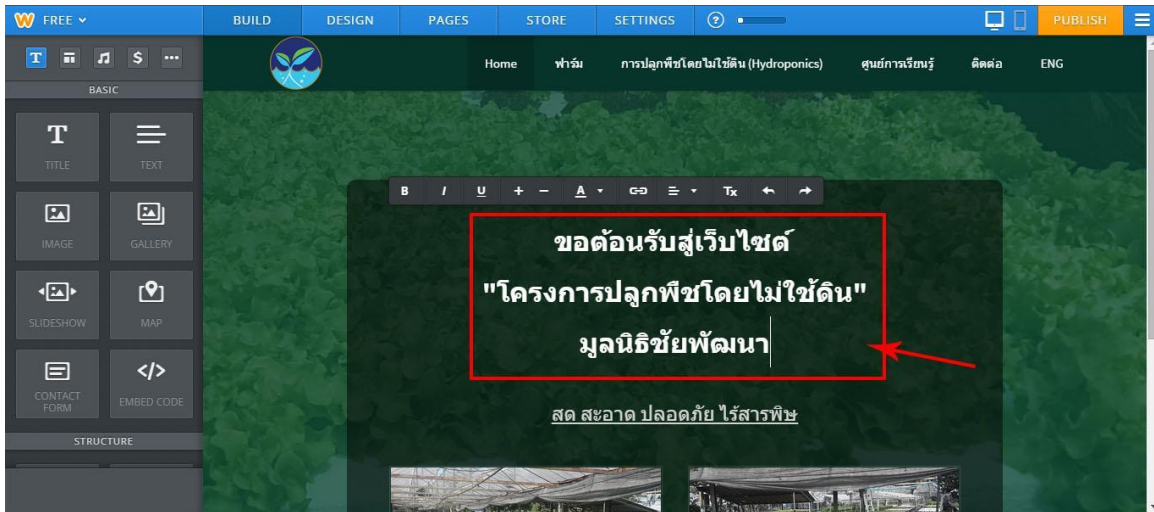 FREE
BUILD
DESIGN
PAGES
STORE
SETTINGS
?
PUBLISH
T
$
BASIC
Home
ฟาร์ม
การปลูกพืชโดยไม่ใช้ดิน (Hydroponics)
ศูนย์การเรียนรู้
ติดต่อ
ENG
T
TITLE
TEXT
IMAGE
GALLERY
SLIDESHOW
MAP
CONTACT
FORM
</>
EMBED CODE
STRUCTURE
B I U + − A Tx
ขอต้อนรับสู่เว็บไซต์
"โครงการปลูกพืชโดยไม่ใช้ดิน"
มูลนิธิชัยพัฒนา
สด สะอาด ปลอดภัย ไร้สารพิษ